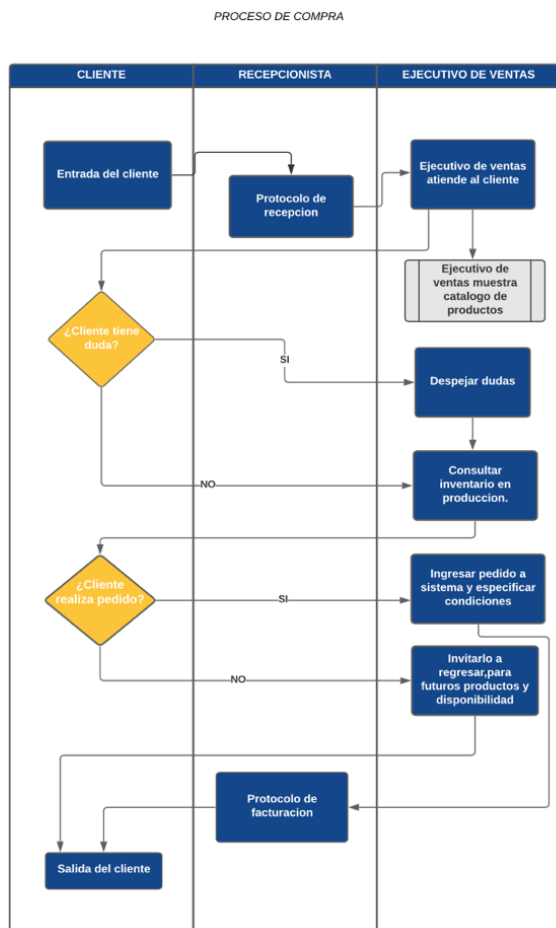 PROCESO DE COMPRA
CLIENTE
RECEPCIONISTA
EJECUTIVO DE VENTAS
Entrada del cliente
Protocolo de
recepcion
Ejecutivo de ventas
atiende al cliente
Ejecutivo de
ventas muestra
catalogo de
productos
¿Cliente tiene
duda?
SI
Despejar dudas
NO
Consultar
inventario en
produccion.
¿Cliente
realiza pedido?
SI
Ingresar pedido a
sistema y especificar
condiciones
NO
Invitarlo a
regresar,para
futuros productos y
disponibilidad
Protocolo de
facturacion
Salida del cliente